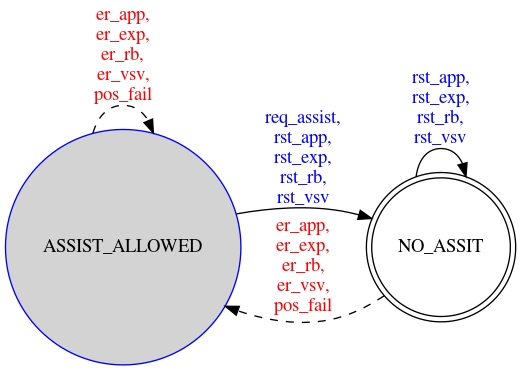 er_app,
er_exp,
er_rb,
er_vsv,
pos_fail
ASSIST_ALLOWED
req_assist,
rst_app,
rst_exp,
rst_rb,
rst_vsv
er_app,
er_exp,
er_rb,
er_vsv,
pos_fail
rst_app,
rst_exp,
rst_rb,
rst_vsv
NO_ASSIT